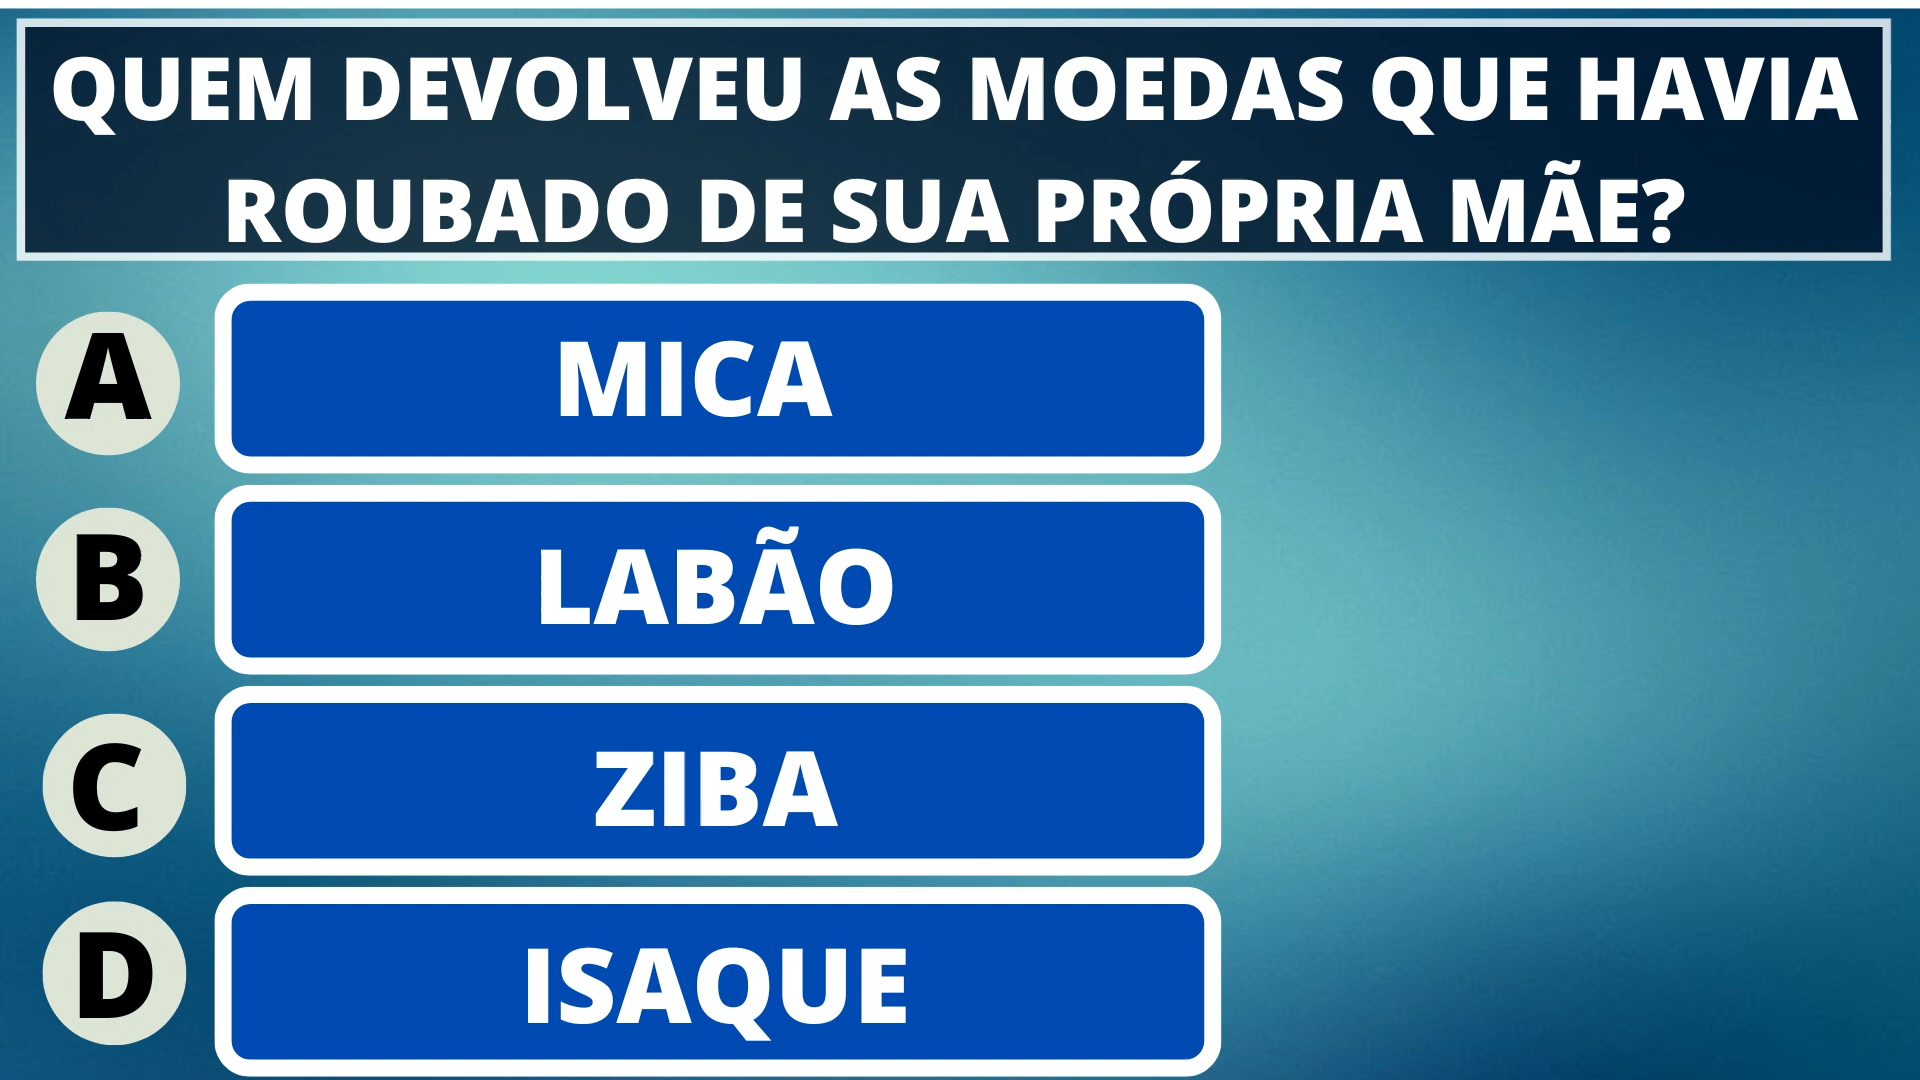 QUEM DEVOLVEU AS MOEDAS QUE HAVIA
ROUBADO DE SUA PRÓPRIA MÃE?
A MICA
B LABÃO
C ZIBA
D ISAQUE